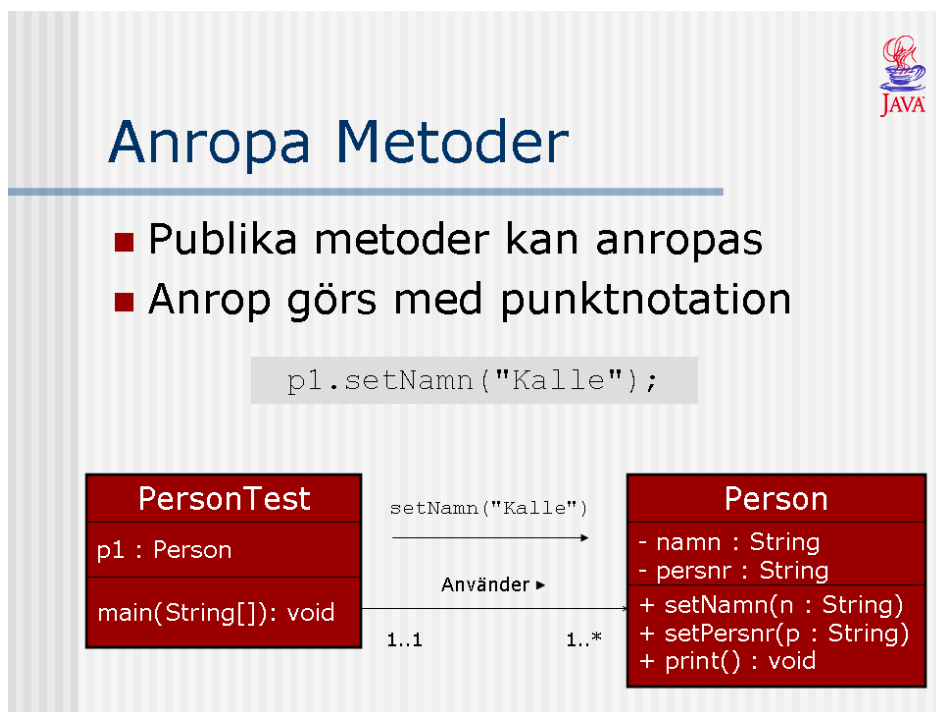 JAVA
Anropa Metoder
Publika metoder kan anropas
Anrop görs med punktnotation
p1.setNamn("Kalle");
PersonTest
p1 : Person
main(String[]): void
setNamn("Kalle")
Använder ►
1..1
1..*
Person
- namn : String
- persnr : String
+ setNamn(n : String)
+ setPersnr(p : String)
+ print() : void